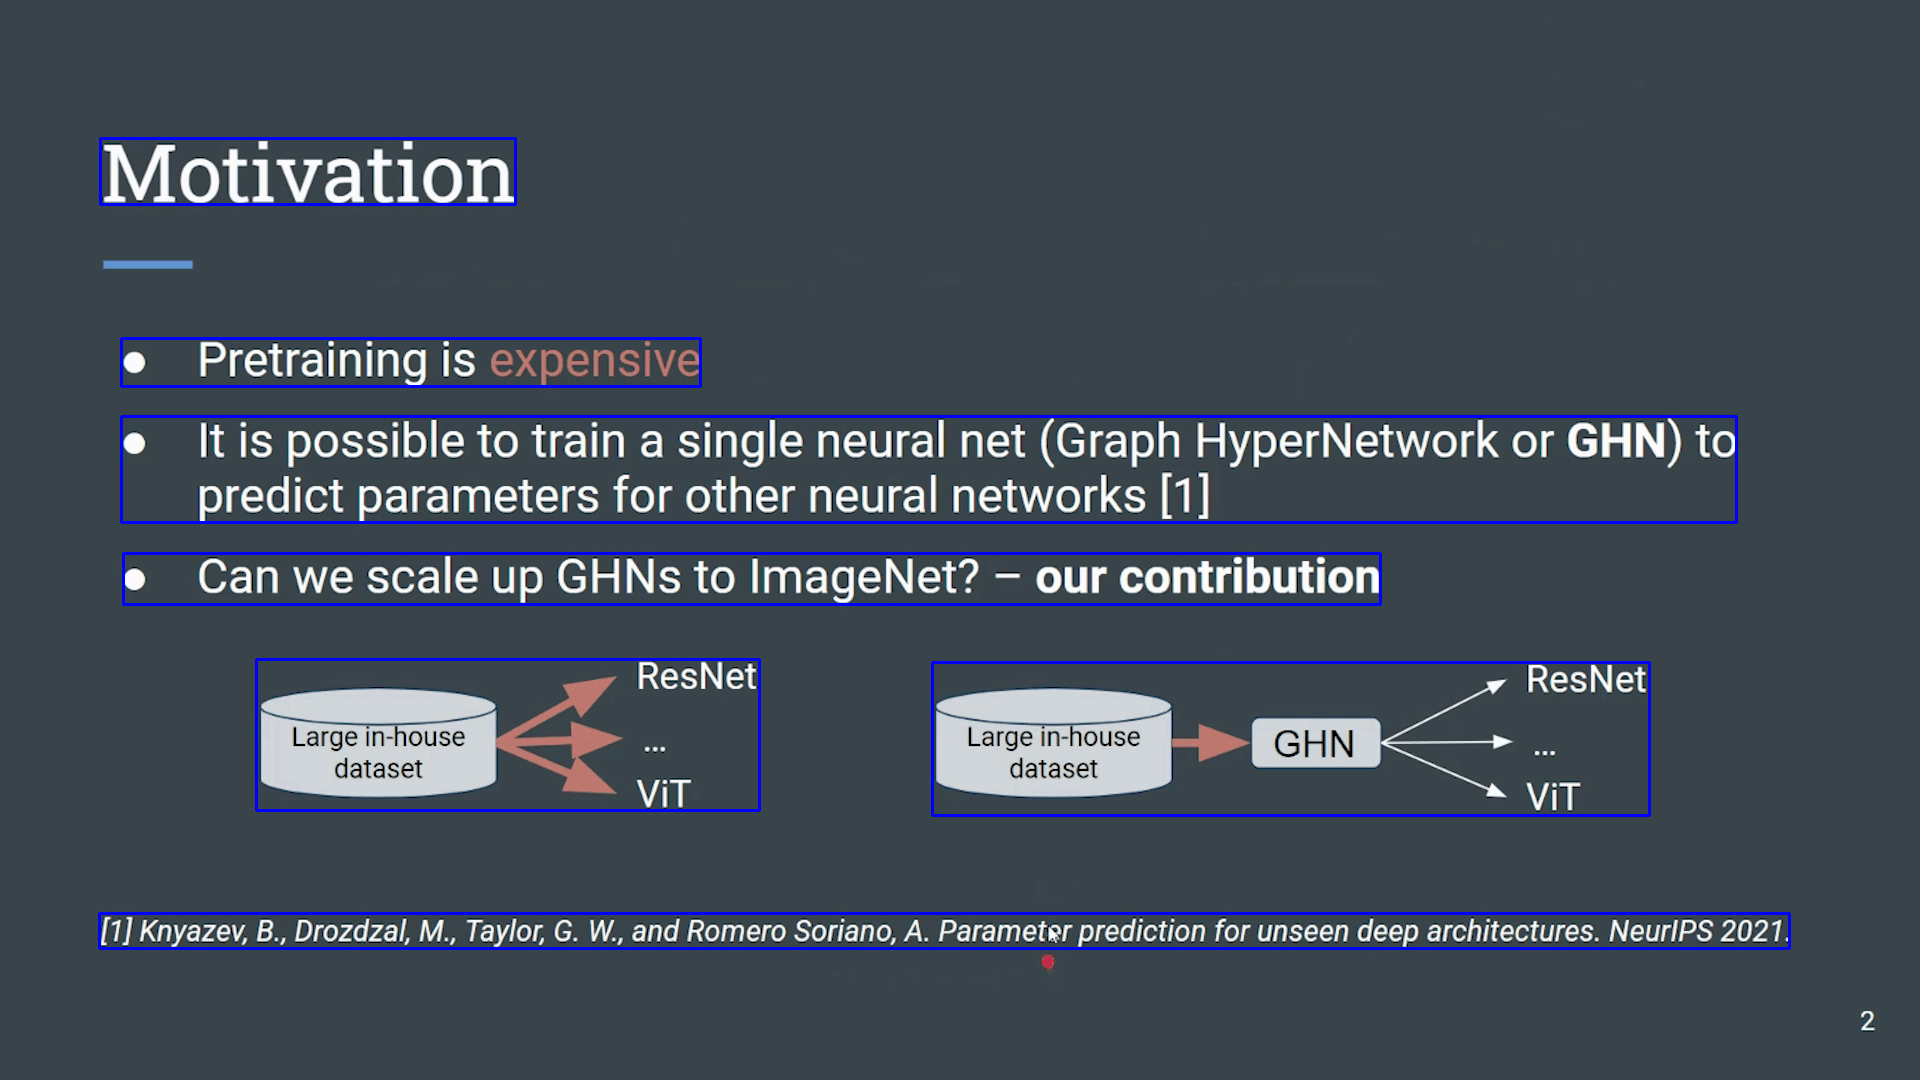 Motivation
● Pretraining is expensive
● It is possible to train a single neural net (Graph HyperNetwork or GHN) to
predict parameters for other neural networks [1]
● Can we scale up GHNs to ImageNet? – our contribution
Large in-house
dataset
ResNet
...
ViT
Large in-house
dataset
GHN
ResNet
...
ViT
[1] Knyazev, B., Drozdzal, M., Taylor, G. W., and Romero Soriano, A. Parameter prediction for unseen deep architectures. NeurIPS 2021.
2